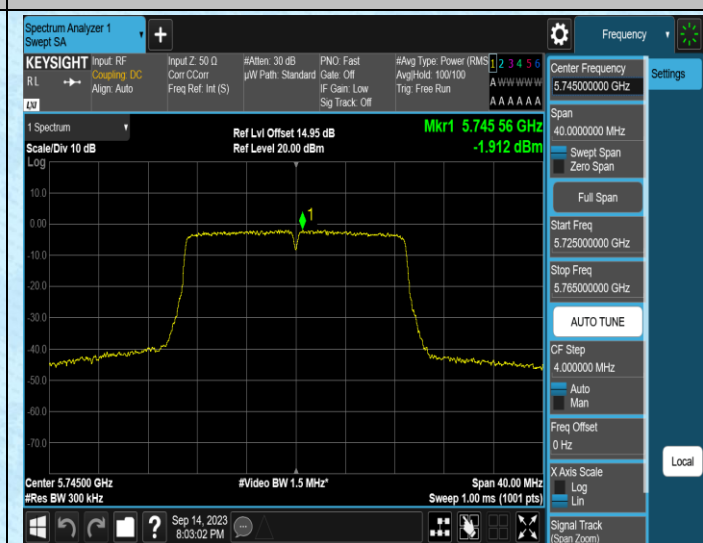 Spectrum Analyzer 1
Swept SA
+
Frequency
KEYSIGHT
RL
LXI
Input: RF
Coupling: DC
Align: Auto
Input Z: 50 Ω
Corr CCorr
Freq Ref: Int (S)
#Atten: 30 dB
µW Path: Standard
PNO: Fast
Gate: Off
IF Gain: Low
Sig Track: Off
#Avg Type: Power (RMS
Avg|Hold: 100/100
Trig: Free Run
1 2 3 4 5 6
A W W W W W
A A A A A A
1 Spectrum
Scale/Div 10 dB
Log
Ref Lvl Offset 14.95 dB
Ref Level 20.00 dBm
Mkr1 5.745 56 GHz
-1.912 dBm
10.0
0.00
-10.0
-20.0
-30.0
-40.0
-50.0
-60.0
-70.0
1
Center 5.74500 GHz
#Res BW 300 kHz
#Video BW 1.5 MHz*
Span 40.00 MHz
Sweep 1.00 ms (1001 pts)
Center Frequency
5.745000000 GHz
Span
40.0000000 MHz
Swept Span
Zero Span
Full Span
Start Freq
5.725000000 GHz
Stop Freq
5.765000000 GHz
AUTO TUNE
CF Step
4.000000 MHz
Auto
Man
Freq Offset
0 Hz
X Axis Scale
Log
Lin
Signal Track
(Span Zoom)
Settings
Local
?
Sep 14, 2023
8:03:02 PM